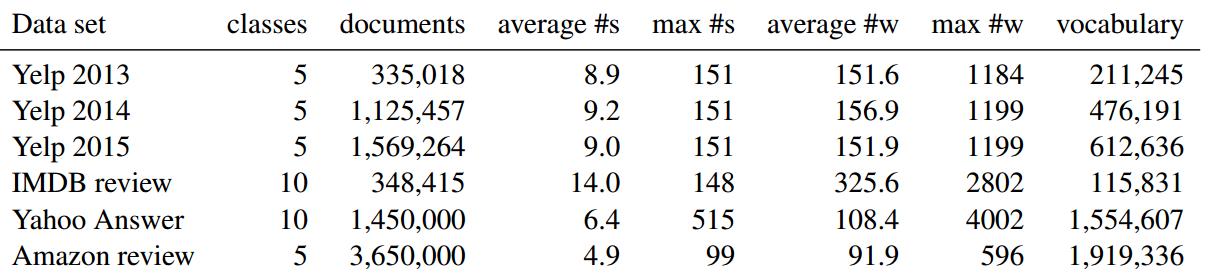 Data set classes documents average #s max #s average #w max #w vocabulary
Yelp 2013 5 335,018 8.9 151 151.6 1184 211,245
Yelp 2014 5 1,125,457 9.2 151 156.9 1199 476,191
Yelp 2015 5 1,569,264 9.0 151 151.9 1199 612,636
IMDB review 10 348,415 14.0 148 325.6 2802 115,831
Yahoo Answer 10 1,450,000 6.4 515 108.4 4002 1,554,607
Amazon review 5 3,650,000 4.9 99 91.9 596 1,919,336